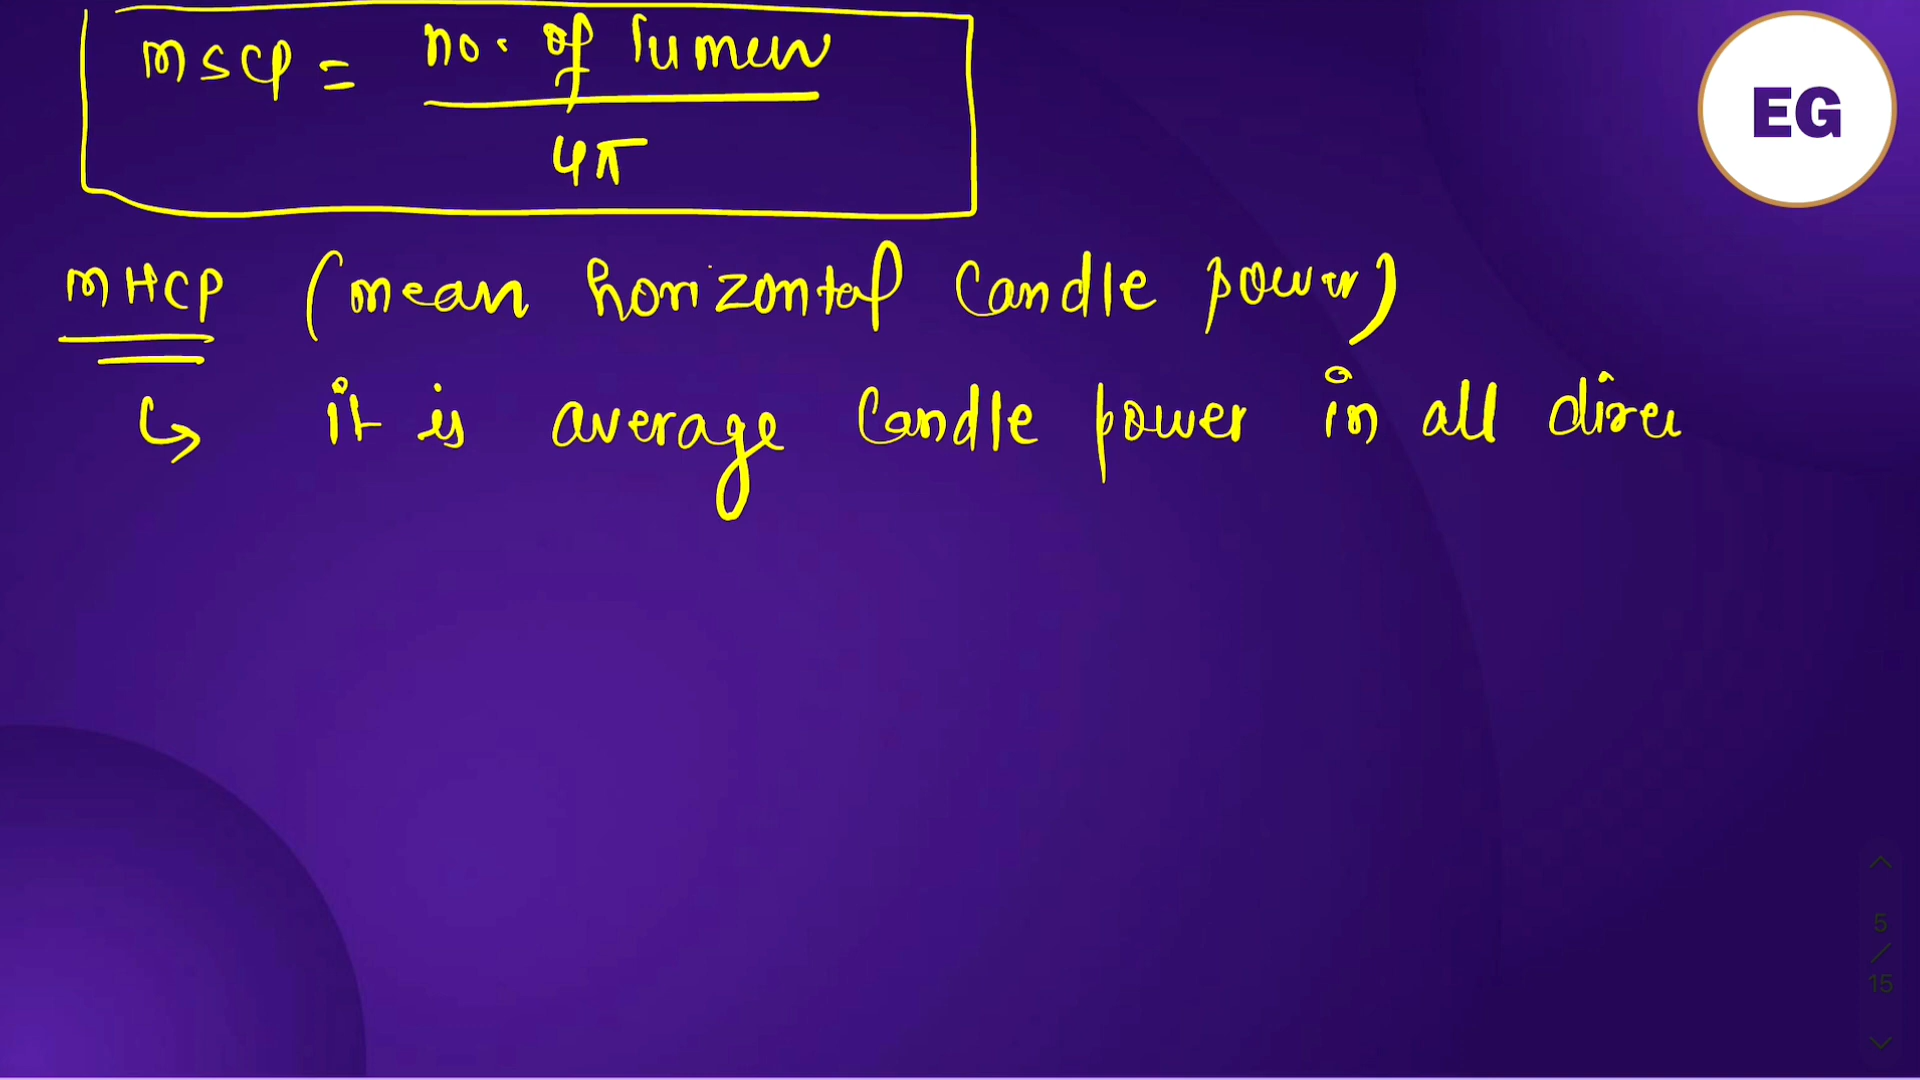 mscp = no. of lumen
4π
EG
mHCP (mean horizontal Candle power)
↳ it is average Candle power in all direc
5
/
15